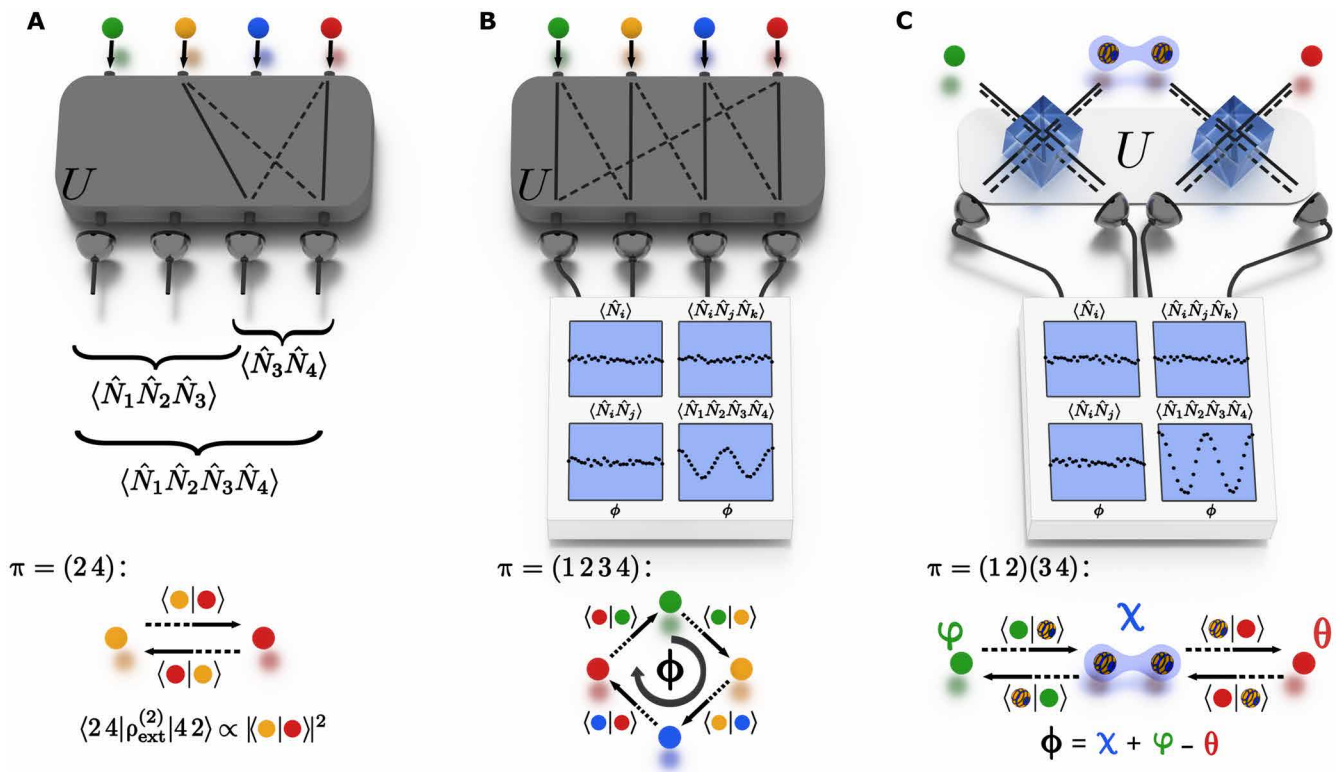 A
U
⟨N̂₃N̂₄⟩
⟨N̂₁N̂₂N̂₃⟩
⟨N̂₁N̂₂N̂₃N̂₄⟩
π = (2 4):
⟨ | ⟩
⟨ | ⟩
⟨2 4|ρ_ext^(2)|4 2⟩ ∝ |⟨ | ⟩|²
B
U
⟨N̂ᵢ⟩ ⟨N̂ᵢN̂ⱼN̂ₖ⟩
⟨N̂ᵢN̂ⱼ⟩ ⟨N̂₁N̂₂N̂₃N̂₄⟩
ϕ ϕ
π = (1 2 3 4):
⟨ | ⟩ ⟨ | ⟩
ϕ
⟨ | ⟩ ⟨ | ⟩
C
U
⟨N̂ᵢ⟩ ⟨N̂ᵢN̂ⱼN̂ₖ⟩
⟨N̂ᵢN̂ⱼ⟩ ⟨N̂₁N̂₂N̂₃N̂₄⟩
ϕ ϕ
π = (1 2)(3 4):
φ ⟨ | ⟩ χ ⟨ | ⟩ θ
⟨ | ⟩ ⟨ | ⟩
ϕ = χ + φ − θ